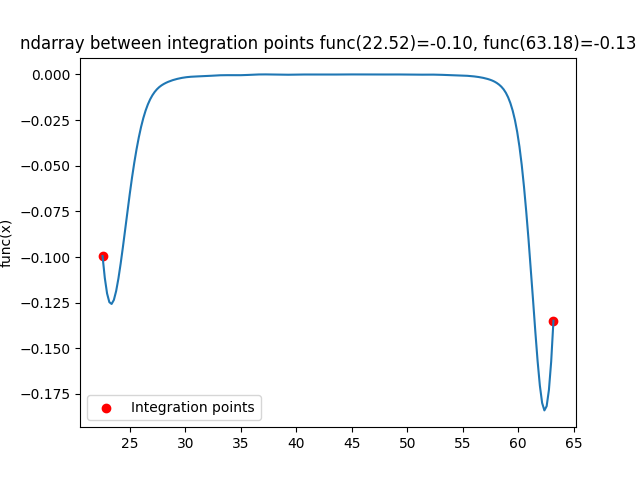 ndarray between integration points func(22.52)=-0.10, func(63.18)=-0.13
0.000
−0.025
−0.050
−0.075
−0.100
−0.125
−0.150
−0.175
func(x)
Integration points
25 30 35 40 45 50 55 60 65